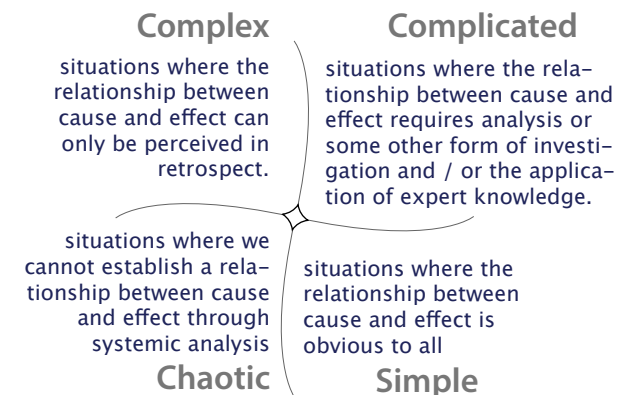 Complex
situations where the
relationship between
cause and effect can
only be perceived in
retrospect.
Complicated
situations where the rela-
tionship between cause and
effect requires analysis or
some other form of investi-
gation and / or the applica-
tion of expert knowledge.
situations where we
cannot establish a rela-
tionship between cause
and effect through
systemic analysis
Chaotic
situations where the
relationship between
cause and effect is
obvious to all
Simple